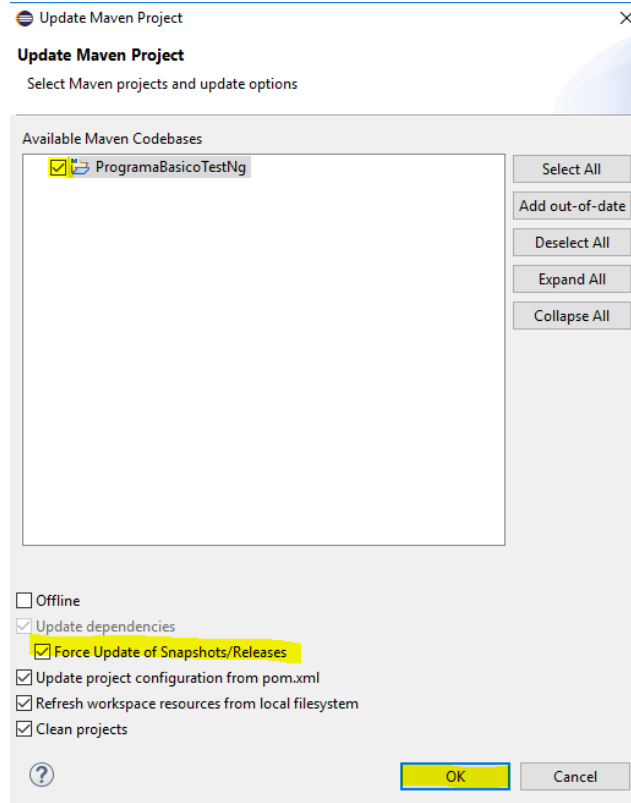 Update Maven Project
Update Maven Project
Select Maven projects and update options
Available Maven Codebases
ProgramaBasicoTestNg
Select All
Add out-of-date
Deselect All
Expand All
Collapse All
Offline
Update dependencies
Force Update of Snapshots/Releases
Update project configuration from pom.xml
Refresh workspace resources from local filesystem
Clean projects
? OK Cancel